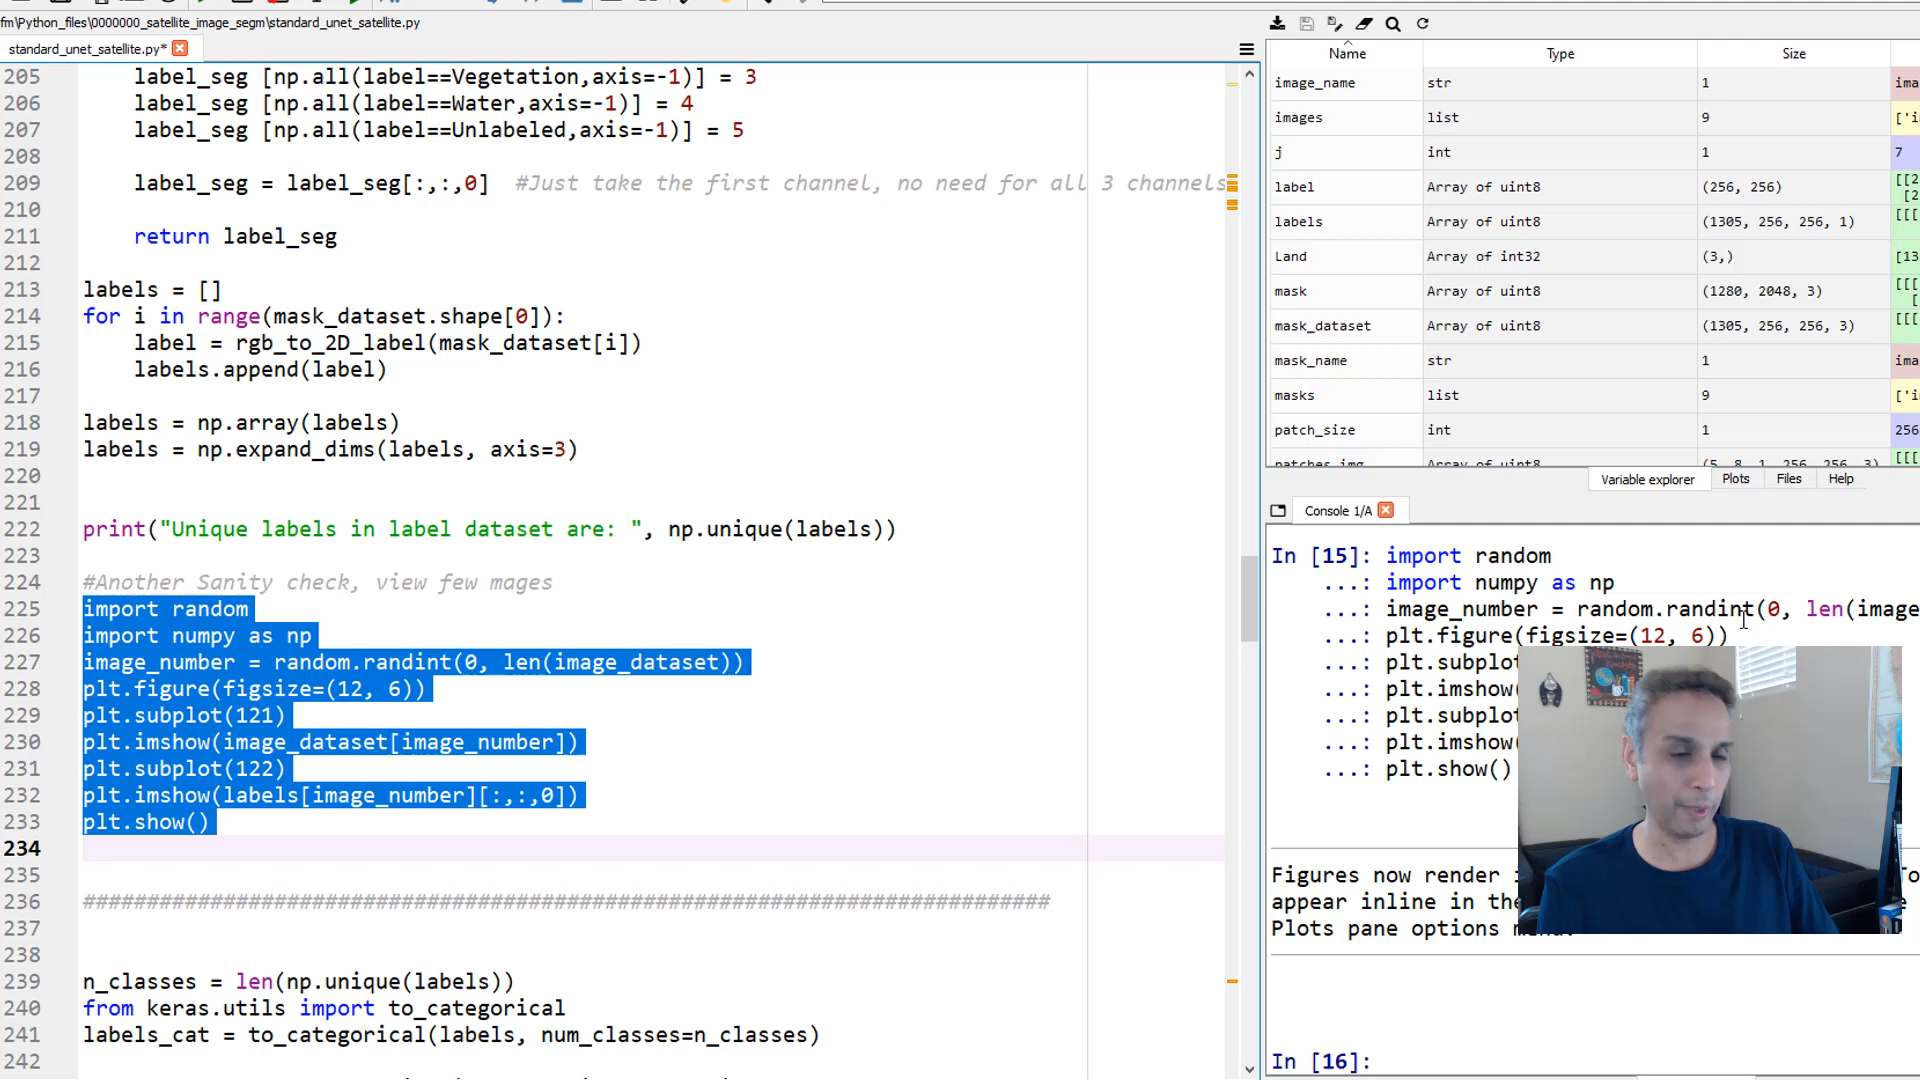 fm\Python_files\0000000_satellite_image_segm\standard_unet_satellite.py
standard_unet_satellite.py*
205 label_seg [np.all(label==Vegetation,axis=-1)] = 3
206 label_seg [np.all(label==Water,axis=-1)] = 4
207 label_seg [np.all(label==Unlabeled,axis=-1)] = 5
208
209 label_seg = label_seg[:,:,0]  #Just take the first channel, no need for all 3 channels
210
211 return label_seg
212
213 labels = []
214 for i in range(mask_dataset.shape[0]):
215 label = rgb_to_2D_label(mask_dataset[i])
216 labels.append(label)
217
218 labels = np.array(labels)
219 labels = np.expand_dims(labels, axis=3)
220
221
222 print("Unique labels in label dataset are: ", np.unique(labels))
223
224 #Another Sanity check, view few mages
225 import random
226 import numpy as np
227 image_number = random.randint(0, len(image_dataset))
228 plt.figure(figsize=(12, 6))
229 plt.subplot(121)
230 plt.imshow(image_dataset[image_number])
231 plt.subplot(122)
232 plt.imshow(labels[image_number][:,:,0])
233 plt.show()
234
235
236 ############################################################################
237
238
239 n_classes = len(np.unique(labels))
240 from keras.utils import to_categorical
241 labels_cat = to_categorical(labels, num_classes=n_classes)
242
Name Type Size
image_name str 1 ima
images list 9 ['i
j int 1 7
label Array of uint8 (256, 256) [[2
[2
labels Array of uint8 (1305, 256, 256, 1) [[[
Land Array of int32 (3,) [13
mask Array of uint8 (1280, 2048, 3) [[[
[
mask_dataset Array of uint8 (1305, 256, 256, 3) [[[
mask_name str 1 ima
masks list 9 ['i
patch_size int 1 256
patches_img Array of uint8 (5, 8, 1, 256, 256, 3) [[[
Variable explorer Plots Files Help
Console 1/A
In [15]: import random
...: import numpy as np
...: image_number = random.randint(0, len(image
...: plt.figure(figsize=(12, 6))
...: plt.subplot
...: plt.imshow
...: plt.subplot
...: plt.imshow
...: plt.show()
Figures now render
appear inline in the
Plots pane options
In [16]: